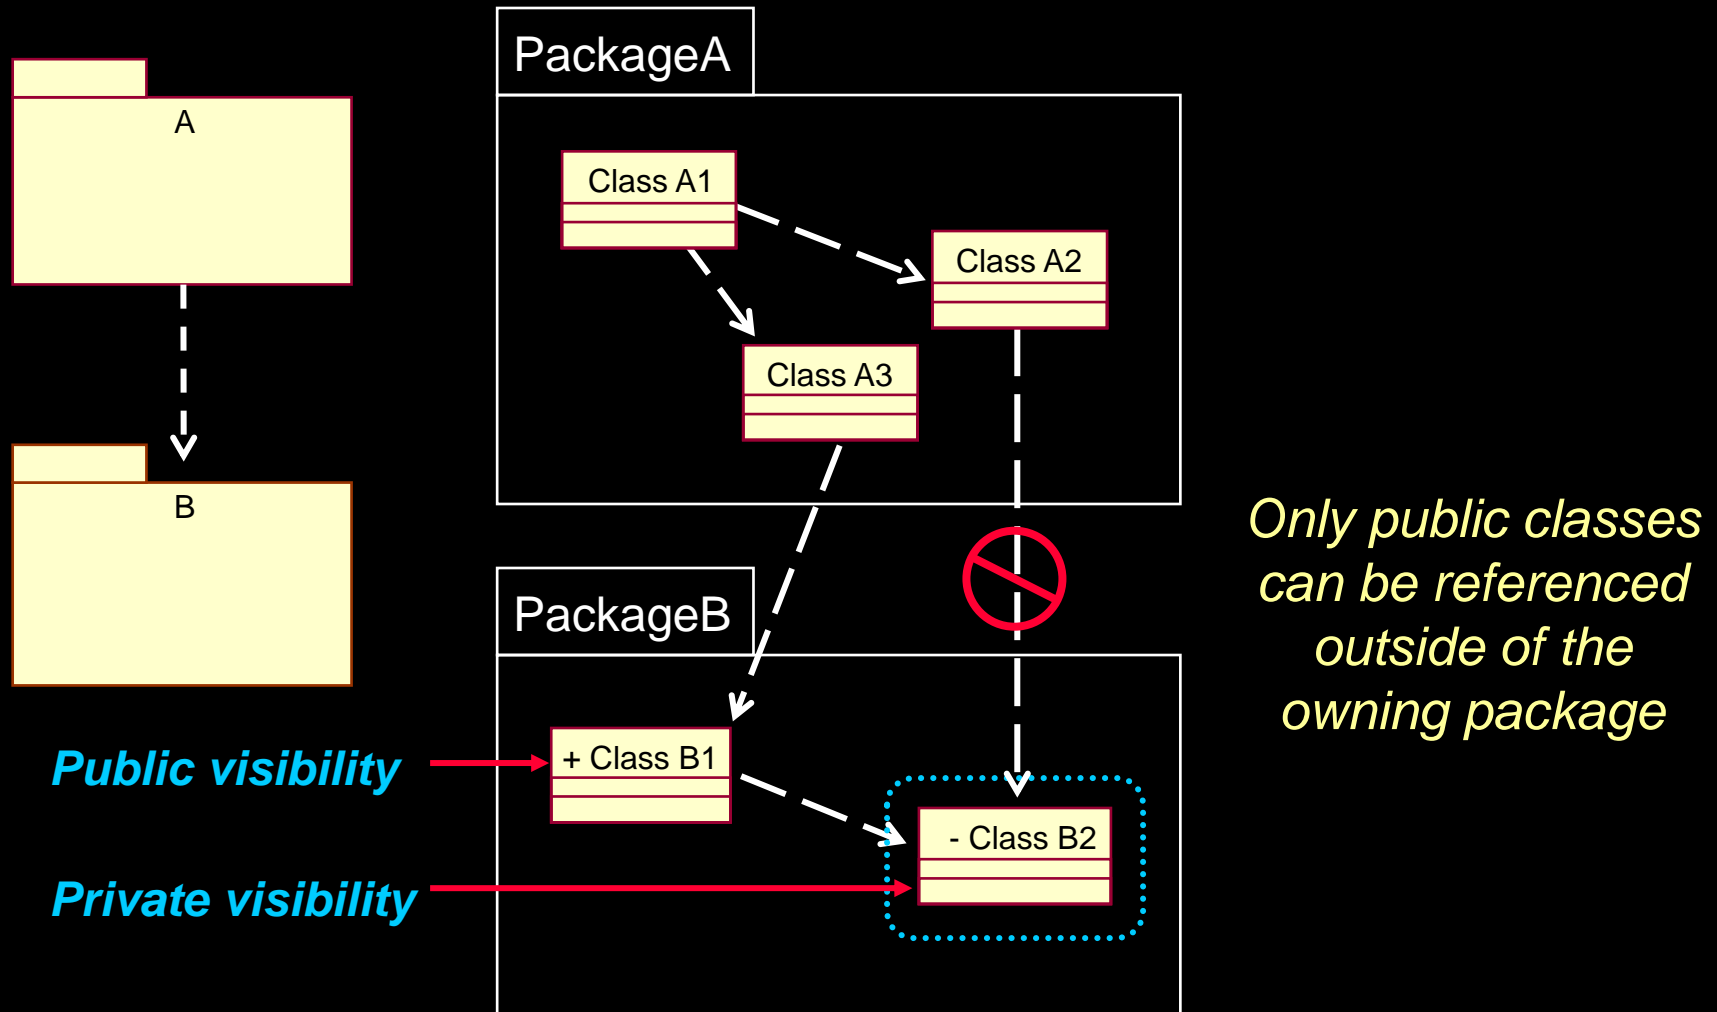 A
B
PackageA
Class A1
Class A2
Class A3
PackageB
+ Class B1
- Class B2
Public visibility
Private visibility
Only public classes
can be referenced
outside of the
owning package